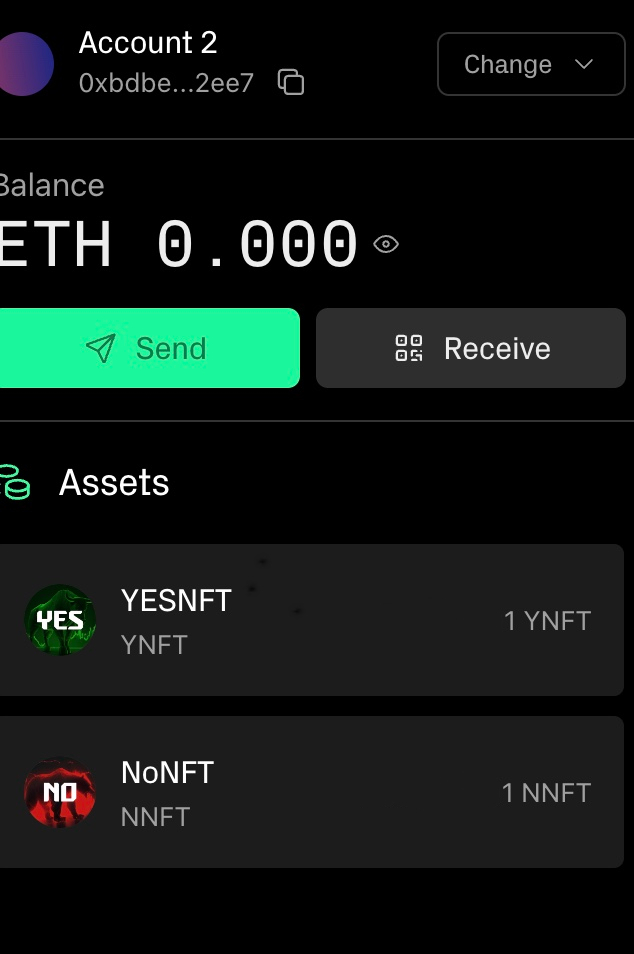 Account 2
0xbdbe...2ee7
Change
Balance
ETH 0.000
Send
Receive
Assets
YES
YESNFT
YNFT
1 YNFT
NO
NoNFT
NNFT
1 NNFT